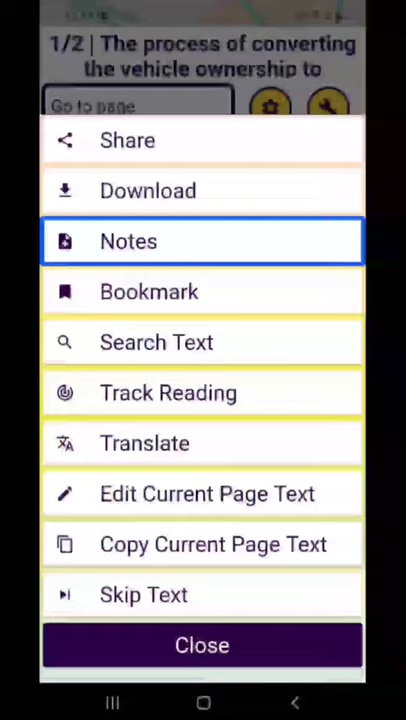 1/2 | The process of converting
the vehicle ownership to
Go to page
Share
Download
Notes
Bookmark
Search Text
Track Reading
Translate
Edit Current Page Text
Copy Current Page Text
Skip Text
Close